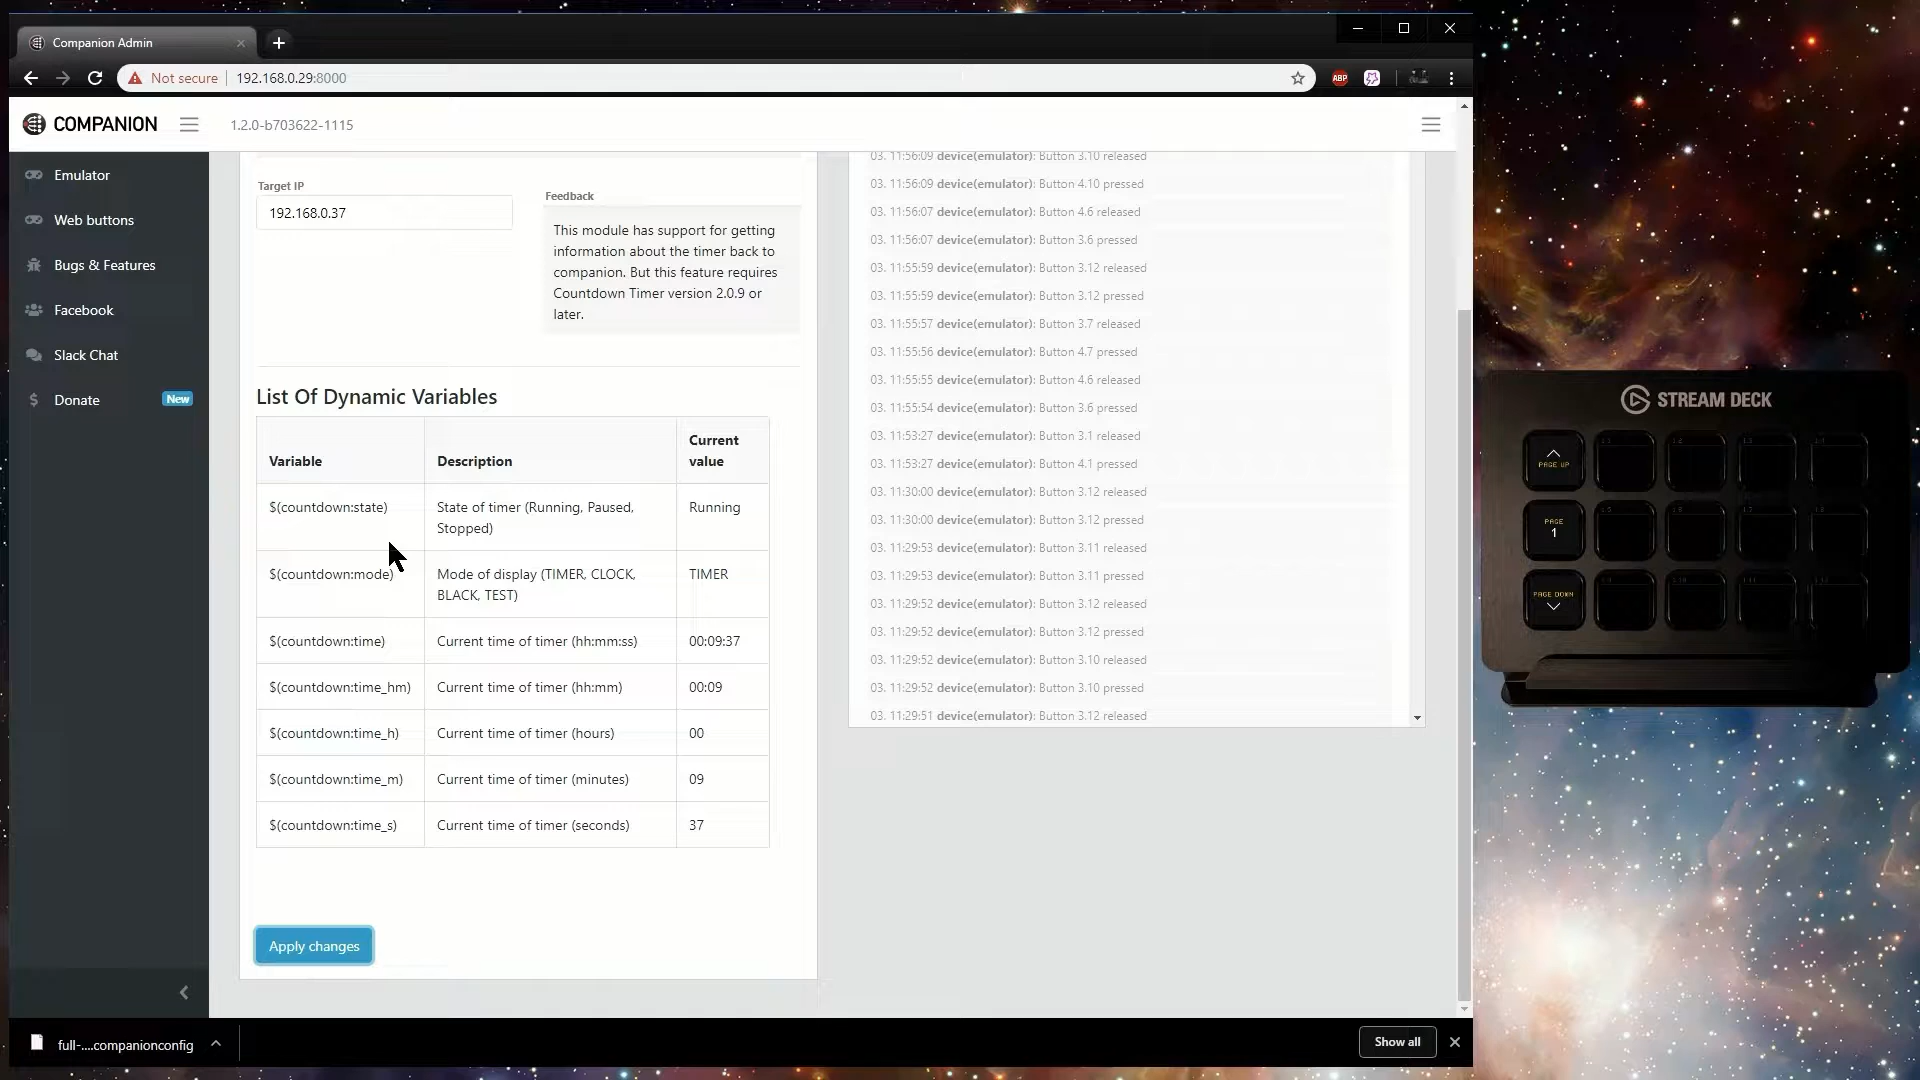 Companion Admin
Not secure
192.168.0.29:8000
ABP
COMPANION
1.2.0-b703622-1115
Emulator
Web buttons
Bugs & Features
Facebook
Slack Chat
Donate
New
Target IP
192.168.0.37
Feedback
This module has support for getting
information about the timer back to
companion. But this feature requires
Countdown Timer version 2.0.9 or
later.
List Of Dynamic Variables
Variable Description Current value
$(countdown:state) State of timer (Running, Paused, Stopped) Running
$(countdown:mode) Mode of display (TIMER, CLOCK, BLACK, TEST) TIMER
$(countdown:time) Current time of timer (hh:mm:ss) 00:09:37
$(countdown:time_hm) Current time of timer (hh:mm) 00:09
$(countdown:time_h) Current time of timer (hours) 00
$(countdown:time_m) Current time of timer (minutes) 09
$(countdown:time_s) Current time of timer (seconds) 37
Apply changes
03. 11:56:09 device(emulator): Button 3.10 released
03. 11:56:09 device(emulator): Button 4.10 pressed
03. 11:56:07 device(emulator): Button 4.6 released
03. 11:56:07 device(emulator): Button 3.6 pressed
03. 11:55:59 device(emulator): Button 3.12 released
03. 11:55:59 device(emulator): Button 3.12 pressed
03. 11:55:57 device(emulator): Button 3.7 released
03. 11:55:56 device(emulator): Button 4.7 pressed
03. 11:55:55 device(emulator): Button 4.6 released
03. 11:55:54 device(emulator): Button 3.6 pressed
03. 11:53:27 device(emulator): Button 3.1 released
03. 11:53:27 device(emulator): Button 4.1 pressed
03. 11:30:00 device(emulator): Button 3.12 released
03. 11:30:00 device(emulator): Button 3.12 pressed
03. 11:29:53 device(emulator): Button 3.11 released
03. 11:29:53 device(emulator): Button 3.11 pressed
03. 11:29:52 device(emulator): Button 3.12 released
03. 11:29:52 device(emulator): Button 3.12 pressed
03. 11:29:52 device(emulator): Button 3.10 released
03. 11:29:52 device(emulator): Button 3.10 pressed
03. 11:29:51 device(emulator): Button 3.12 released
full-....companionconfig
Show all
STREAM DECK
PAGE UP
PAGE
1
PAGE DOWN